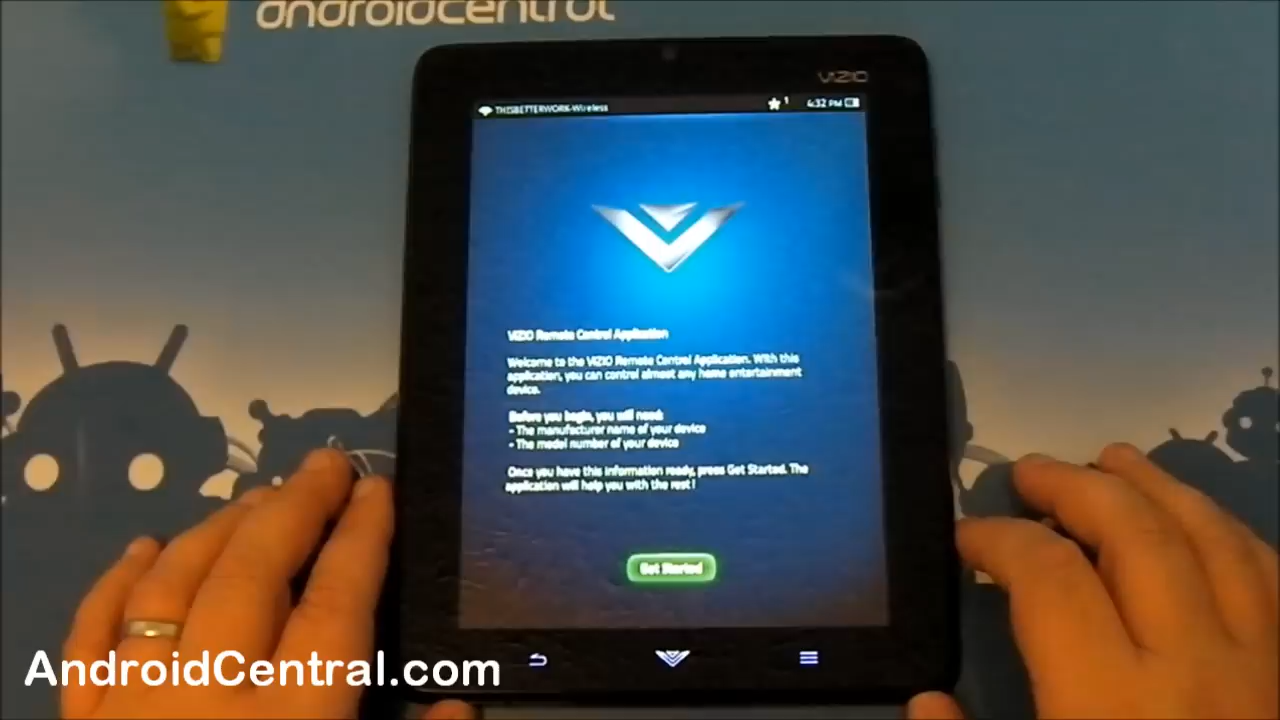 androidcentral
VIZIO
THISBETTERWORK-Wireless
1
4:32 PM
VIZIO Remote Control Application
Welcome to the VIZIO Remote Control Application. With this
application, you can control almost any home entertainment
device.
Before you begin, you will need:
- The manufacturer name of your device
- The model number of your device
Once you have this information ready, press Get Started. The
application will help you with the rest!
Get Started
AndroidCentral.com